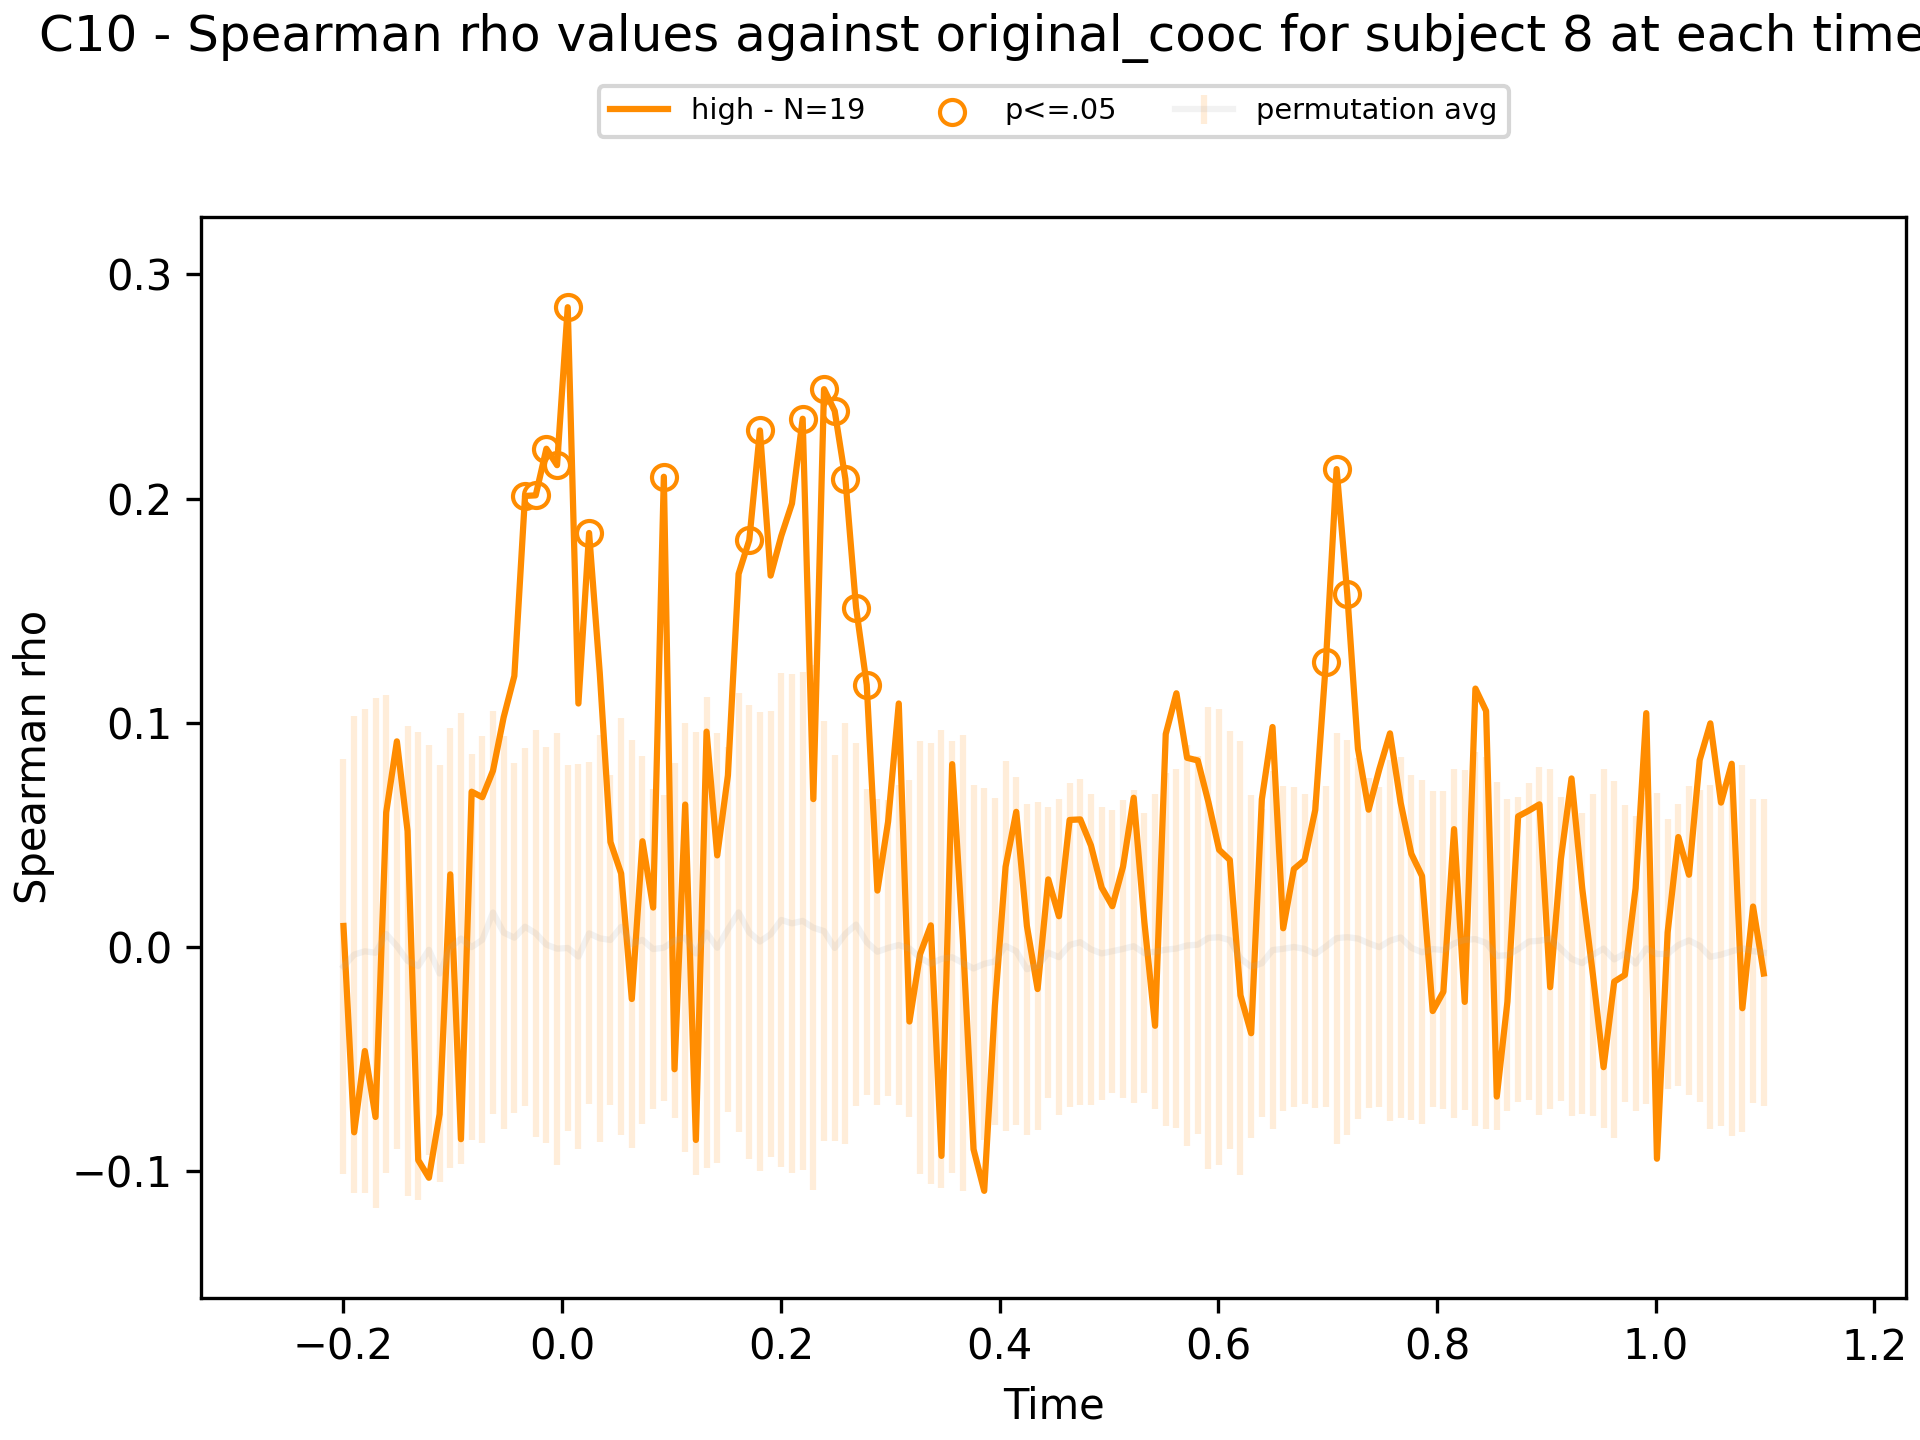 C10 - Spearman rho values against original_cooc for subject 8 at each time
high - N=19 p<=.05 permutation avg
0.3
0.2
0.1
0.0
−0.1
Spearman rho
−0.2 0.0 0.2 0.4 0.6 0.8 1.0 1.2
Time